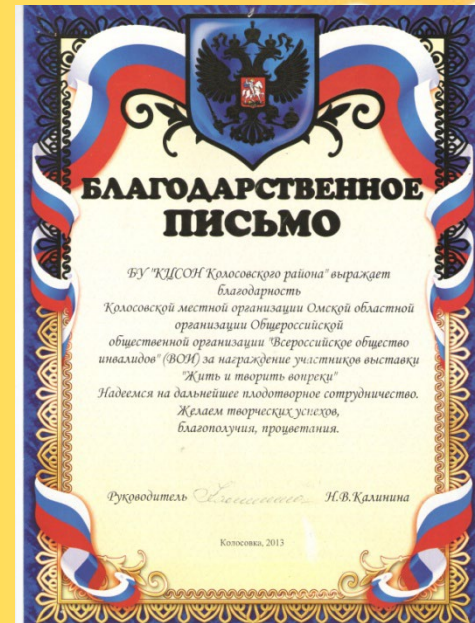 БЛАГОДАРСТВЕННОЕ
ПИСЬМО
БУ "КЦСОН Колосовского района" выражает
благодарность
Колосовской местной организации Омской областной
организации Общероссийской
общественной организации "Всероссийское общество
инвалидов" (ВОИ) за награждение участников выставки
"Жить и творить вопреки"
Надеемся на дальнейшее плодотворное сотрудничество.
Желаем творческих успехов,
благополучия, процветания.
Руководитель Н.В.Калинина
Колосовка, 2013